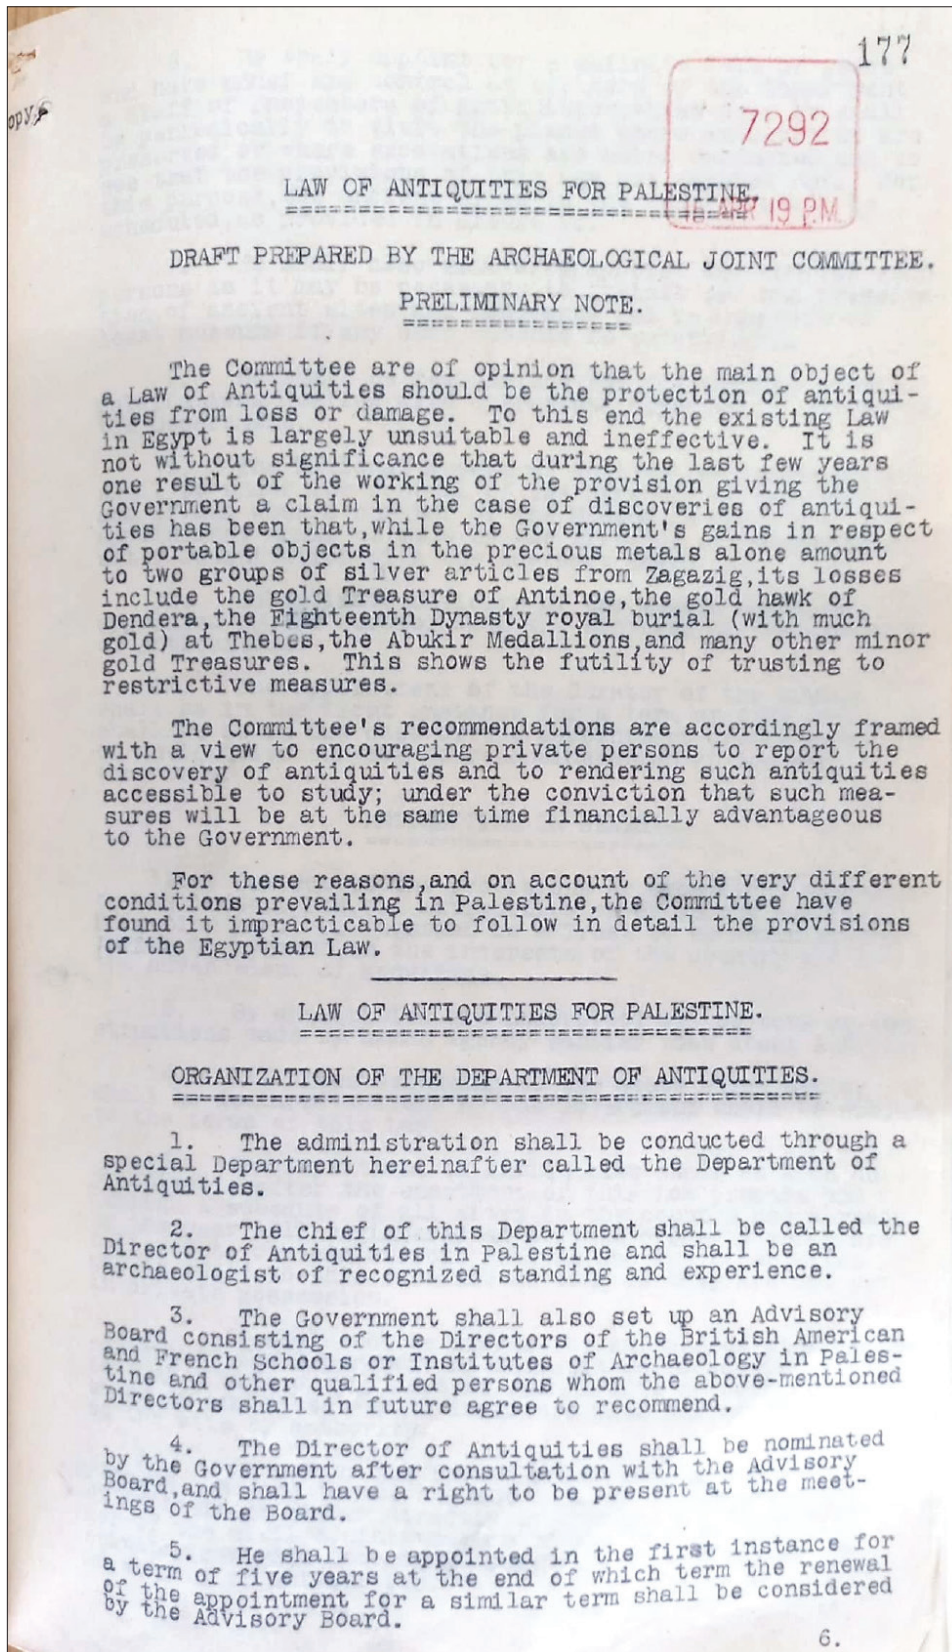 177
opy
7292
16 APR 19 P.M.
LAW OF ANTIQUITIES FOR PALESTINE.
DRAFT PREPARED BY THE ARCHAEOLOGICAL JOINT COMMITTEE.
PRELIMINARY NOTE.
The Committee are of opinion that the main object of
a Law of Antiquities should be the protection of antiqui-
ties from loss or damage. To this end the existing Law
in Egypt is largely unsuitable and ineffective. It is
not without significance that during the last few years
one result of the working of the provision giving the
Government a claim in the case of discoveries of antiqui-
ties has been that,while the Government's gains in respect
of portable objects in the precious metals alone amount
to two groups of silver articles from Zagazig,its losses
include the gold Treasure of Antinoe,the gold hawk of
Dendera,the Eighteenth Dynasty royal burial (with much
gold) at Thebes,the Abukir Medallions,and many other minor
gold Treasures. This shows the futility of trusting to
restrictive measures.
The Committee's recommendations are accordingly framed
with a view to encouraging private persons to report the
discovery of antiquities and to rendering such antiquities
accessible to study; under the conviction that such mea-
sures will be at the same time financially advantageous
to the Government.
For these reasons,and on account of the very different
conditions prevailing in Palestine,the Committee have
found it impracticable to follow in detail the provisions
of the Egyptian Law.
LAW OF ANTIQUITIES FOR PALESTINE.
ORGANIZATION OF THE DEPARTMENT OF ANTIQUITIES.
1. The administration shall be conducted through a
special Department hereinafter called the Department of
Antiquities.
2. The chief of this Department shall be called the
Director of Antiquities in Palestine and shall be an
archaeologist of recognized standing and experience.
3. The Government shall also set up an Advisory
Board consisting of the Directors of the British American
and French Schools or Institutes of Archaeology in Pales-
tine and other qualified persons whom the above-mentioned
Directors shall in future agree to recommend.
4. The Director of Antiquities shall be nominated
by the Government after consultation with the Advisory
Board,and shall have a right to be present at the meet-
ings of the Board.
5. He shall be appointed in the first instance for
a term of five years at the end of which term the renewal
of the appointment for a similar term shall be considered
by the Advisory Board.
6.